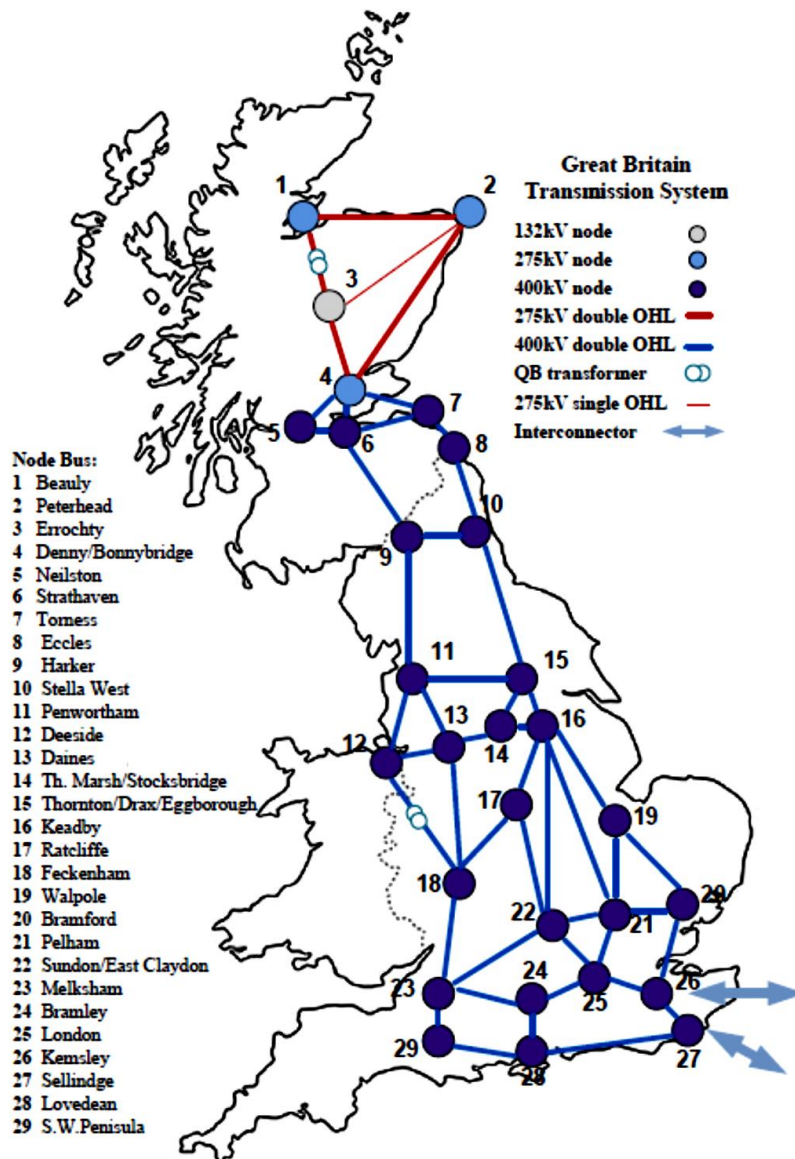 Great Britain
Transmission System
132kV node
275kV node
400kV node
275kV double OHL
400kV double OHL
QB transformer
275kV single OHL
Interconnector
1
2
3
4
7
5
6
8
10
9
11
15
13
16
12
14
17
19
18
20
22
21
24
23
25
26
29
27
28
Node Bus:
1 Beauly
2 Peterhead
3 Errochty
4 Denny/Bonnybridge
5 Neilston
6 Strathaven
7 Torness
8 Eccles
9 Harker
10 Stella West
11 Penwortham
12 Deeside
13 Daines
14 Th. Marsh/Stocksbridge
15 Thornton/Drax/Eggborough
16 Keadby
17 Ratcliffe
18 Feckenham
19 Walpole
20 Bramford
21 Pelham
22 Sundon/East Claydon
23 Melksham
24 Bramley
25 London
26 Kemsley
27 Sellindge
28 Lovedean
29 S.W.Penisula